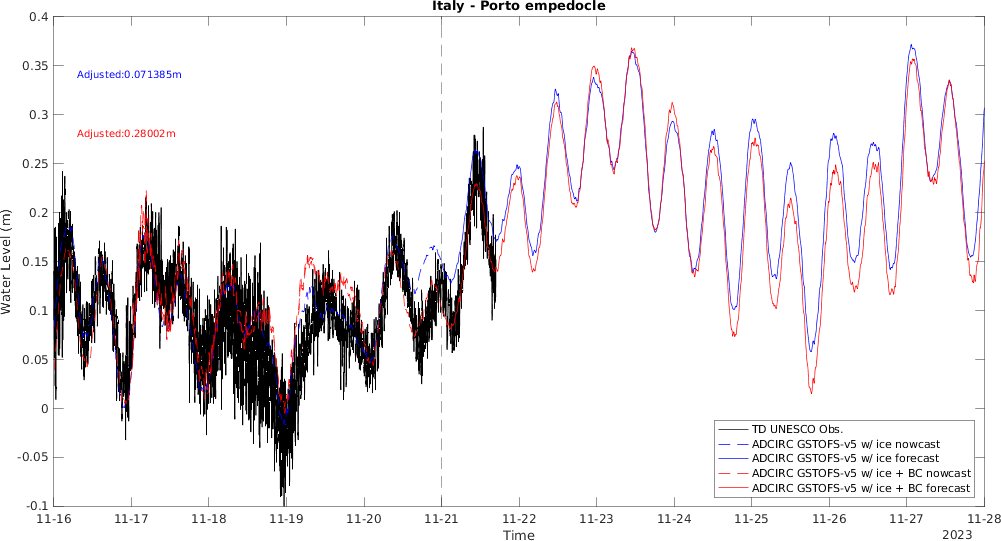 Italy - Porto empedocle
Water Level (m)
0.4
0.35
0.3
0.25
0.2
0.15
0.1
0.05
0
-0.05
-0.1
Adjusted:0.071385m
Adjusted:0.28002m
TD UNESCO Obs.
ADCIRC GSTOFS-v5 w/ ice nowcast
ADCIRC GSTOFS-v5 w/ ice forecast
ADCIRC GSTOFS-v5 w/ ice + BC nowcast
ADCIRC GSTOFS-v5 w/ ice + BC forecast
11-16 11-17 11-18 11-19 11-20 11-21 11-22 11-23 11-24 11-25 11-26 11-27 11-28
Time
2023